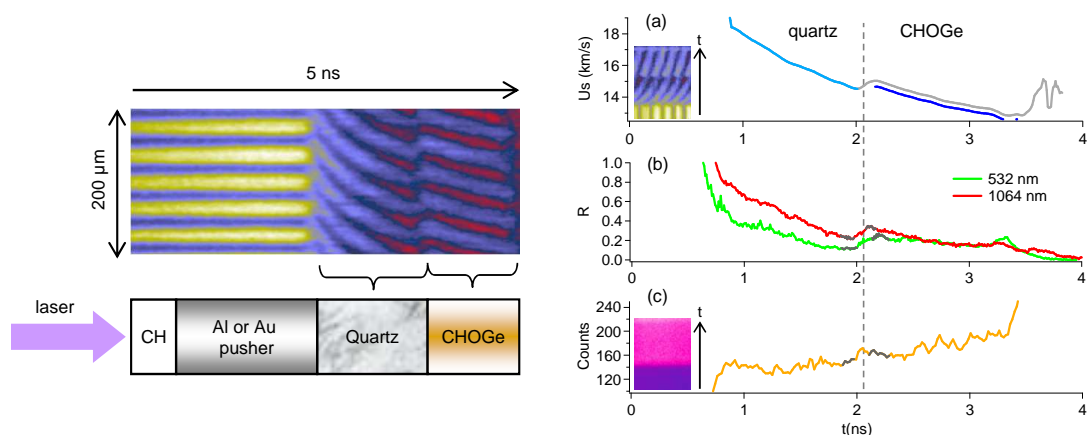 5 ns
200 µm
laser
CH
Al or Au
pusher
Quartz
CHOGe
(a)
quartz
CHOGe
t
Us (km/s)
18
16
14
0
1
2
3
4
(b)
532 nm
1064 nm
R
1.0
0.8
0.6
0.4
0.2
0.0
0
1
2
3
4
(c)
t
Counts
240
200
160
120
0
1
2
3
4
t(ns)